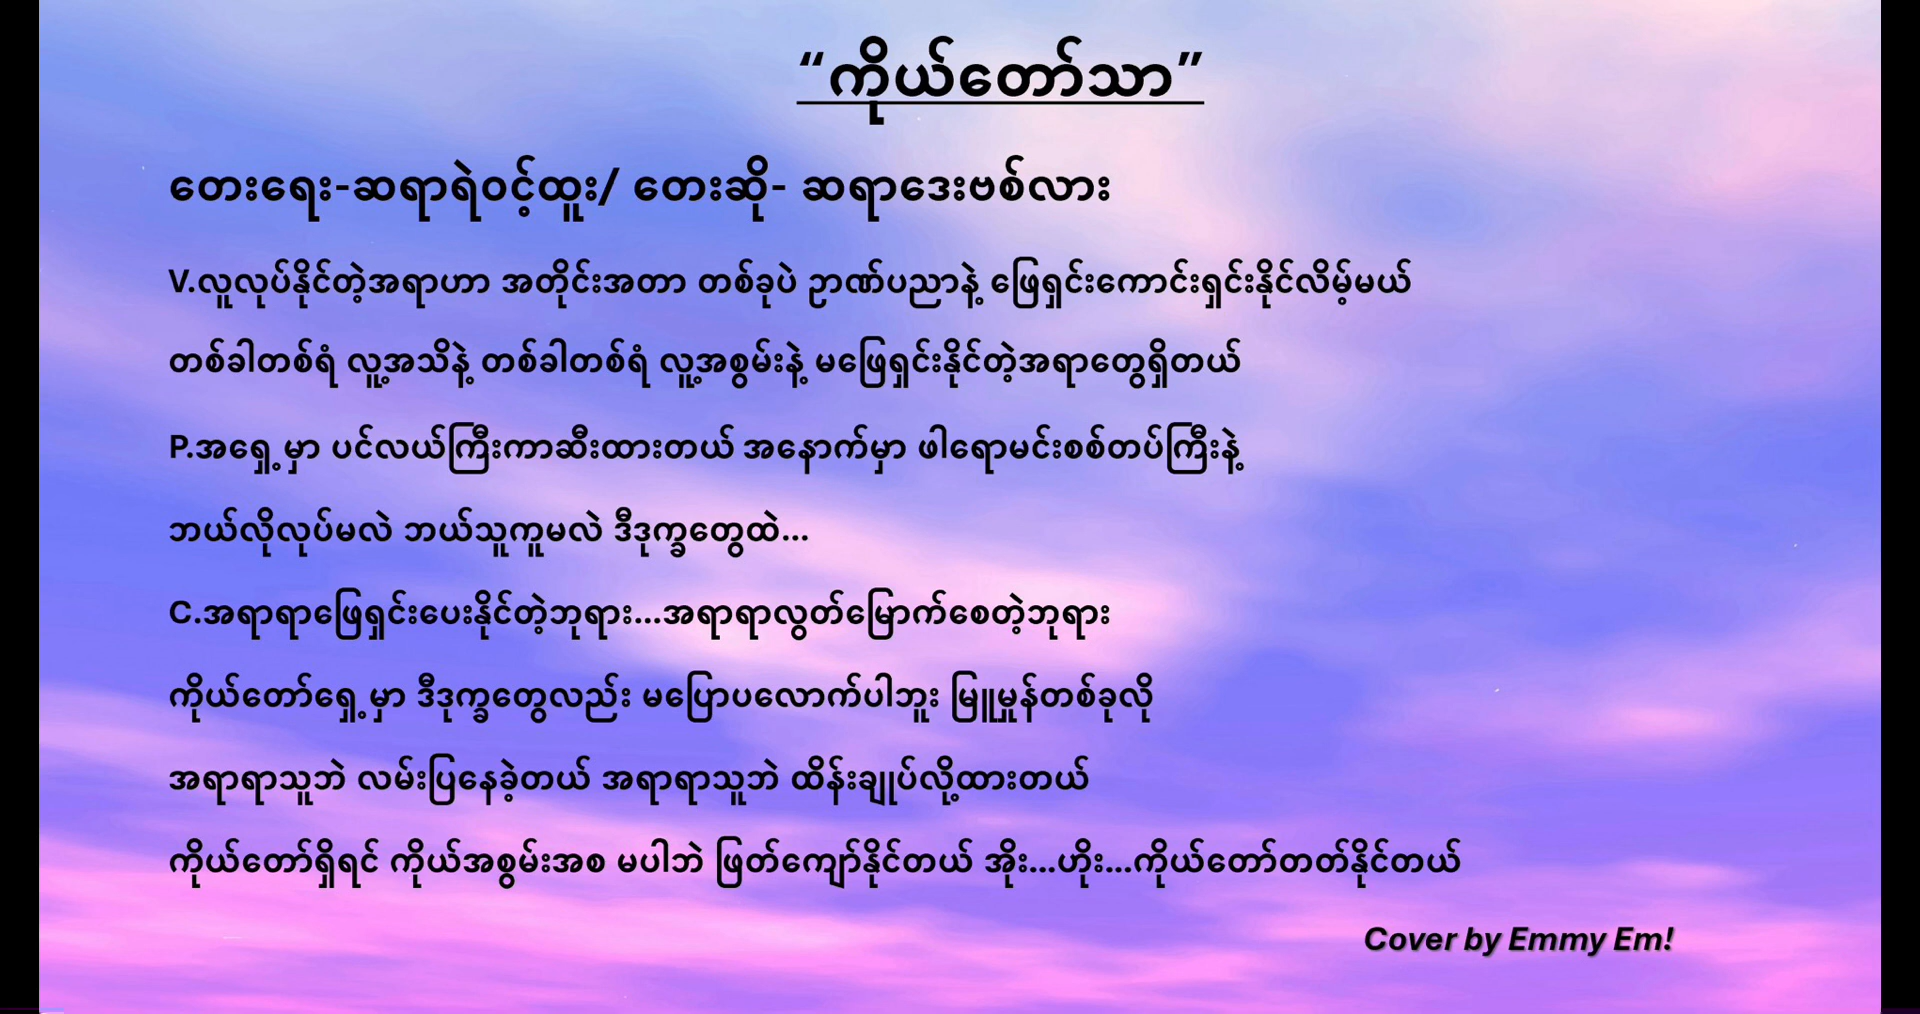 “ကိုယ်တော်သာ”
တေးရေး-ဆရာရဲဝင့်ထူး/ တေးဆို- ဆရာဒေးဗစ်လား
V.လူလုပ်နိုင်တဲ့အရာဟာ အတိုင်းအတာ တစ်ခုပဲ ဉာဏ်ပညာနဲ့ ဖြေရှင်းကောင်းရှင်းနိုင်လိမ့်မယ်
တစ်ခါတစ်ရံ လူ့အသိနဲ့ တစ်ခါတစ်ရံ လူ့အစွမ်းနဲ့ မဖြေရှင်းနိုင်တဲ့အရာတွေရှိတယ်
P.အရှေ့မှာ ပင်လယ်ကြီးကာဆီးထားတယ် အနောက်မှာ ဖါရောမင်းစစ်တပ်ကြီးနဲ့
ဘယ်လိုလုပ်မလဲ ဘယ်သူကူမလဲ ဒီဒုက္ခတွေထဲ...
C.အရာရာဖြေရှင်းပေးနိုင်တဲ့ဘုရား...အရာရာလွတ်မြောက်စေတဲ့ဘုရား
ကိုယ်တော်ရှေ့မှာ ဒီဒုက္ခတွေလည်း မပြောပလောက်ပါဘူး မြူမှုန်တစ်ခုလို
အရာရာသူဘဲ လမ်းပြနေခဲ့တယ် အရာရာသူဘဲ ထိန်းချုပ်လို့ထားတယ်
ကိုယ်တော်ရှိရင် ကိုယ်အစွမ်းအစ မပါဘဲ ဖြတ်ကျော်နိုင်တယ် အိုး...ဟိုး...ကိုယ်တော်တတ်နိုင်တယ်
Cover by Emmy Em!